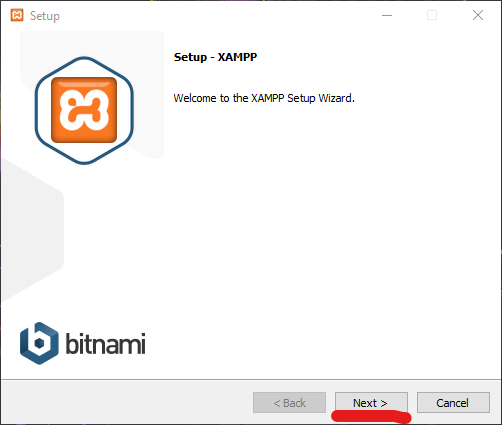 Setup
Setup - XAMPP
Welcome to the XAMPP Setup Wizard.
bitnami
< Back
Next >
Cancel